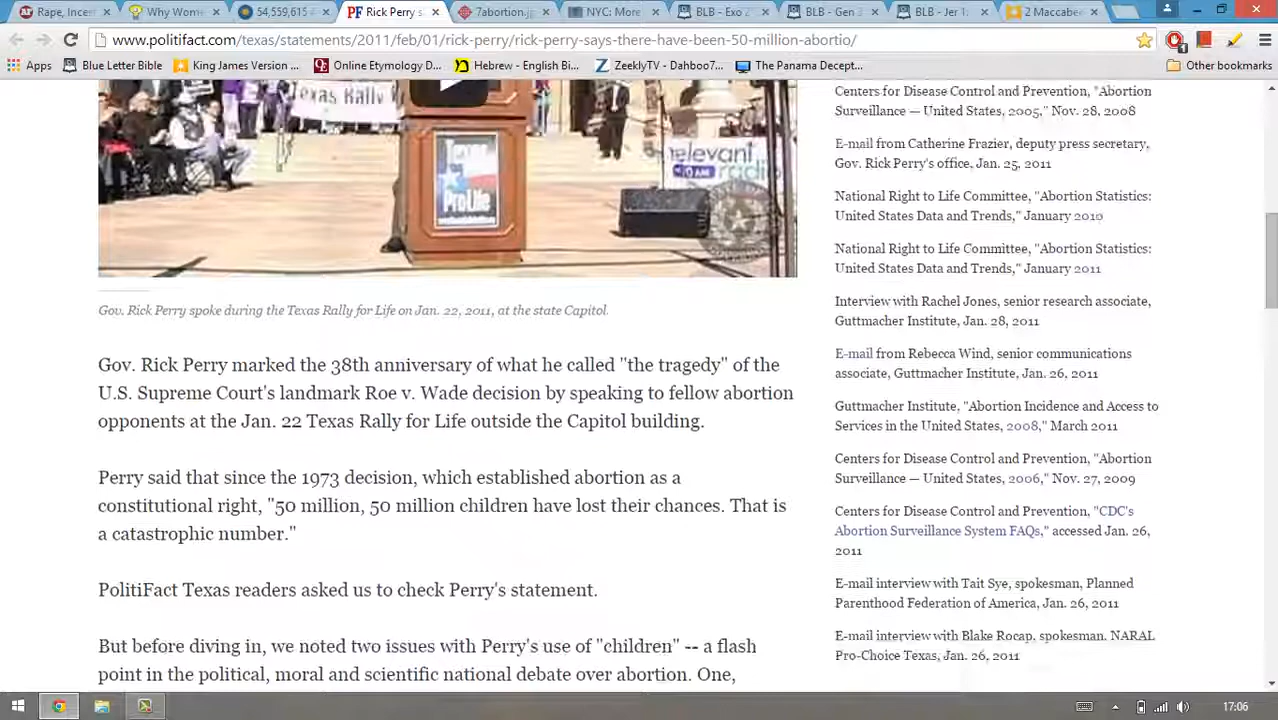 Rape, Incen
Why Wome
54,559,615
Rick Perry s
7abortion.jp
NYC: More
BLB - Exo 2
BLB - Gen 3
BLB - Jer 1:
2 Maccabee
www.politifact.com/texas/statements/2011/feb/01/rick-perry/rick-perry-says-there-have-been-50-million-abortio/
Apps
Blue Letter Bible
King James Version ...
Online Etymology D...
Hebrew - English Bi...
ZeeklyTV - Dahboo7...
The Panama Decept...
Other bookmarks
Texas Rally
Texas
ProLife
relevant
radio
Gov. Rick Perry spoke during the Texas Rally for Life on Jan. 22, 2011, at the state Capitol.
Gov. Rick Perry marked the 38th anniversary of what he called "the tragedy" of the
U.S. Supreme Court's landmark Roe v. Wade decision by speaking to fellow abortion
opponents at the Jan. 22 Texas Rally for Life outside the Capitol building.
Perry said that since the 1973 decision, which established abortion as a
constitutional right, "50 million, 50 million children have lost their chances. That is
a catastrophic number."
PolitiFact Texas readers asked us to check Perry's statement.
But before diving in, we noted two issues with Perry's use of "children" -- a flash
point in the political, moral and scientific national debate over abortion. One,
Centers for Disease Control and Prevention, "Abortion
Surveillance — United States, 2005," Nov. 28, 2008
E-mail from Catherine Frazier, deputy press secretary,
Gov. Rick Perry's office, Jan. 25, 2011
National Right to Life Committee, "Abortion Statistics:
United States Data and Trends," January 2010
National Right to Life Committee, "Abortion Statistics:
United States Data and Trends," January 2011
Interview with Rachel Jones, senior research associate,
Guttmacher Institute, Jan. 28, 2011
E-mail from Rebecca Wind, senior communications
associate, Guttmacher Institute, Jan. 26, 2011
Guttmacher Institute, "Abortion Incidence and Access to
Services in the United States, 2008," March 2011
Centers for Disease Control and Prevention, "Abortion
Surveillance — United States, 2006," Nov. 27, 2009
Centers for Disease Control and Prevention, "CDC's
Abortion Surveillance System FAQs," accessed Jan. 26,
2011
E-mail interview with Tait Sye, spokesman, Planned
Parenthood Federation of America, Jan. 26, 2011
E-mail interview with Blake Rocap, spokesman, NARAL
Pro-Choice Texas, Jan. 26, 2011
17:06